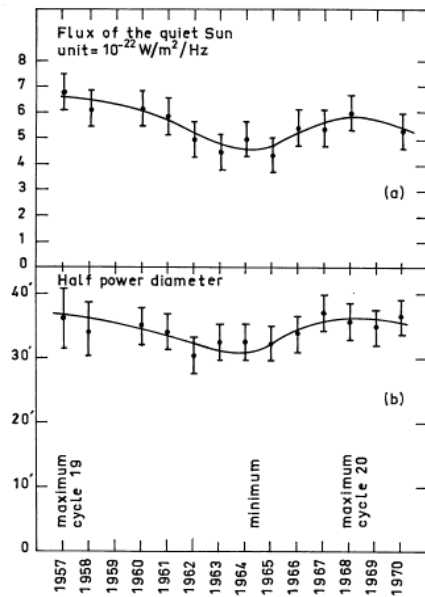 Flux of the quiet Sun
unit=10⁻²² W/m²/Hz
8
7
6
5
4
3
2
1
0
(a)
Half power diameter
40'
30'
20'
10'
0
(b)
maximum
cycle 19
minimum
maximum
cycle 20
1957
1958
1959
1960
1961
1962
1963
1964
1965
1966
1967
1968
1969
1970